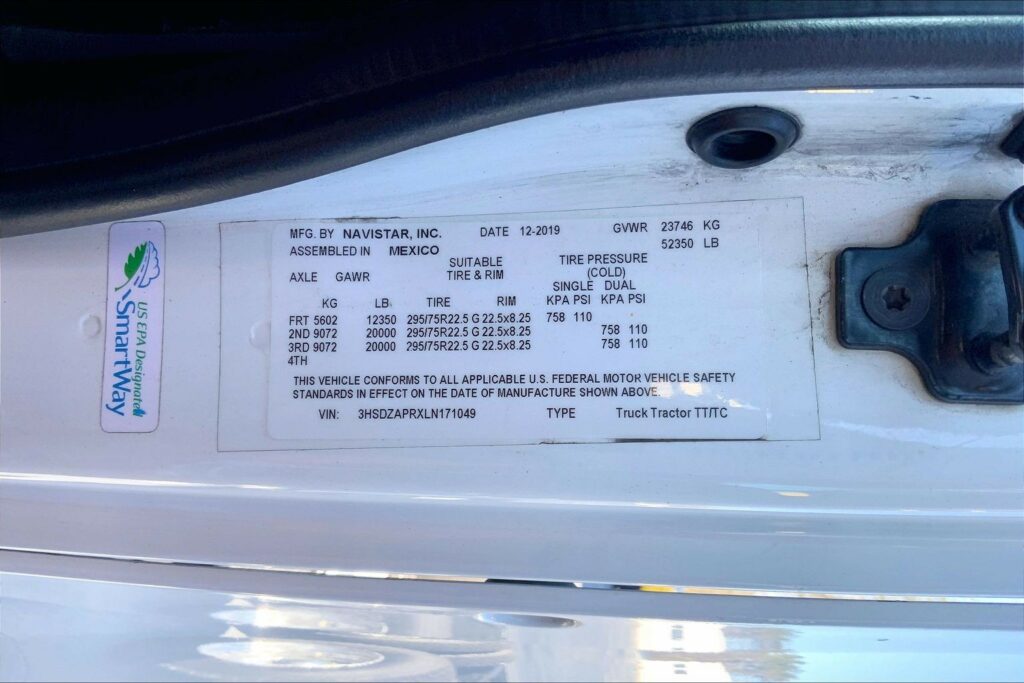 MFG. BY NAVISTAR, INC. DATE 12-2019 GVWR 23746 KG
52350 LB
ASSEMBLED IN MEXICO
SUITABLE TIRE PRESSURE
AXLE GAWR TIRE & RIM (COLD)
SINGLE DUAL
KG LB TIRE RIM KPA PSI KPA PSI
FRT 5602 12350 295/75R22.5 G 22.5x8.25 758 110
2ND 9072 20000 295/75R22.5 G 22.5x8.25 758 110
3RD 9072 20000 295/75R22.5 G 22.5x8.25 758 110
4TH
THIS VEHICLE CONFORMS TO ALL APPLICABLE U.S. FEDERAL MOTOR VEHICLE SAFETY
STANDARDS IN EFFECT ON THE DATE OF MANUFACTURE SHOWN ABOVE.
VIN: 3HSDZAPRXLN171049 TYPE Truck Tractor TT/TC
US EPA Designated
SmartWay